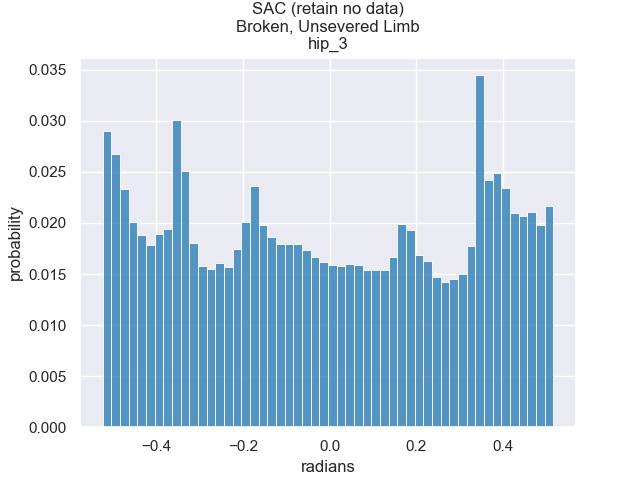 SAC (retain no data)
Broken, Unsevered Limb
hip_3
0.035
0.030
0.025
0.020
0.015
0.010
0.005
0.000
probability
−0.4
−0.2
0.0
0.2
0.4
radians